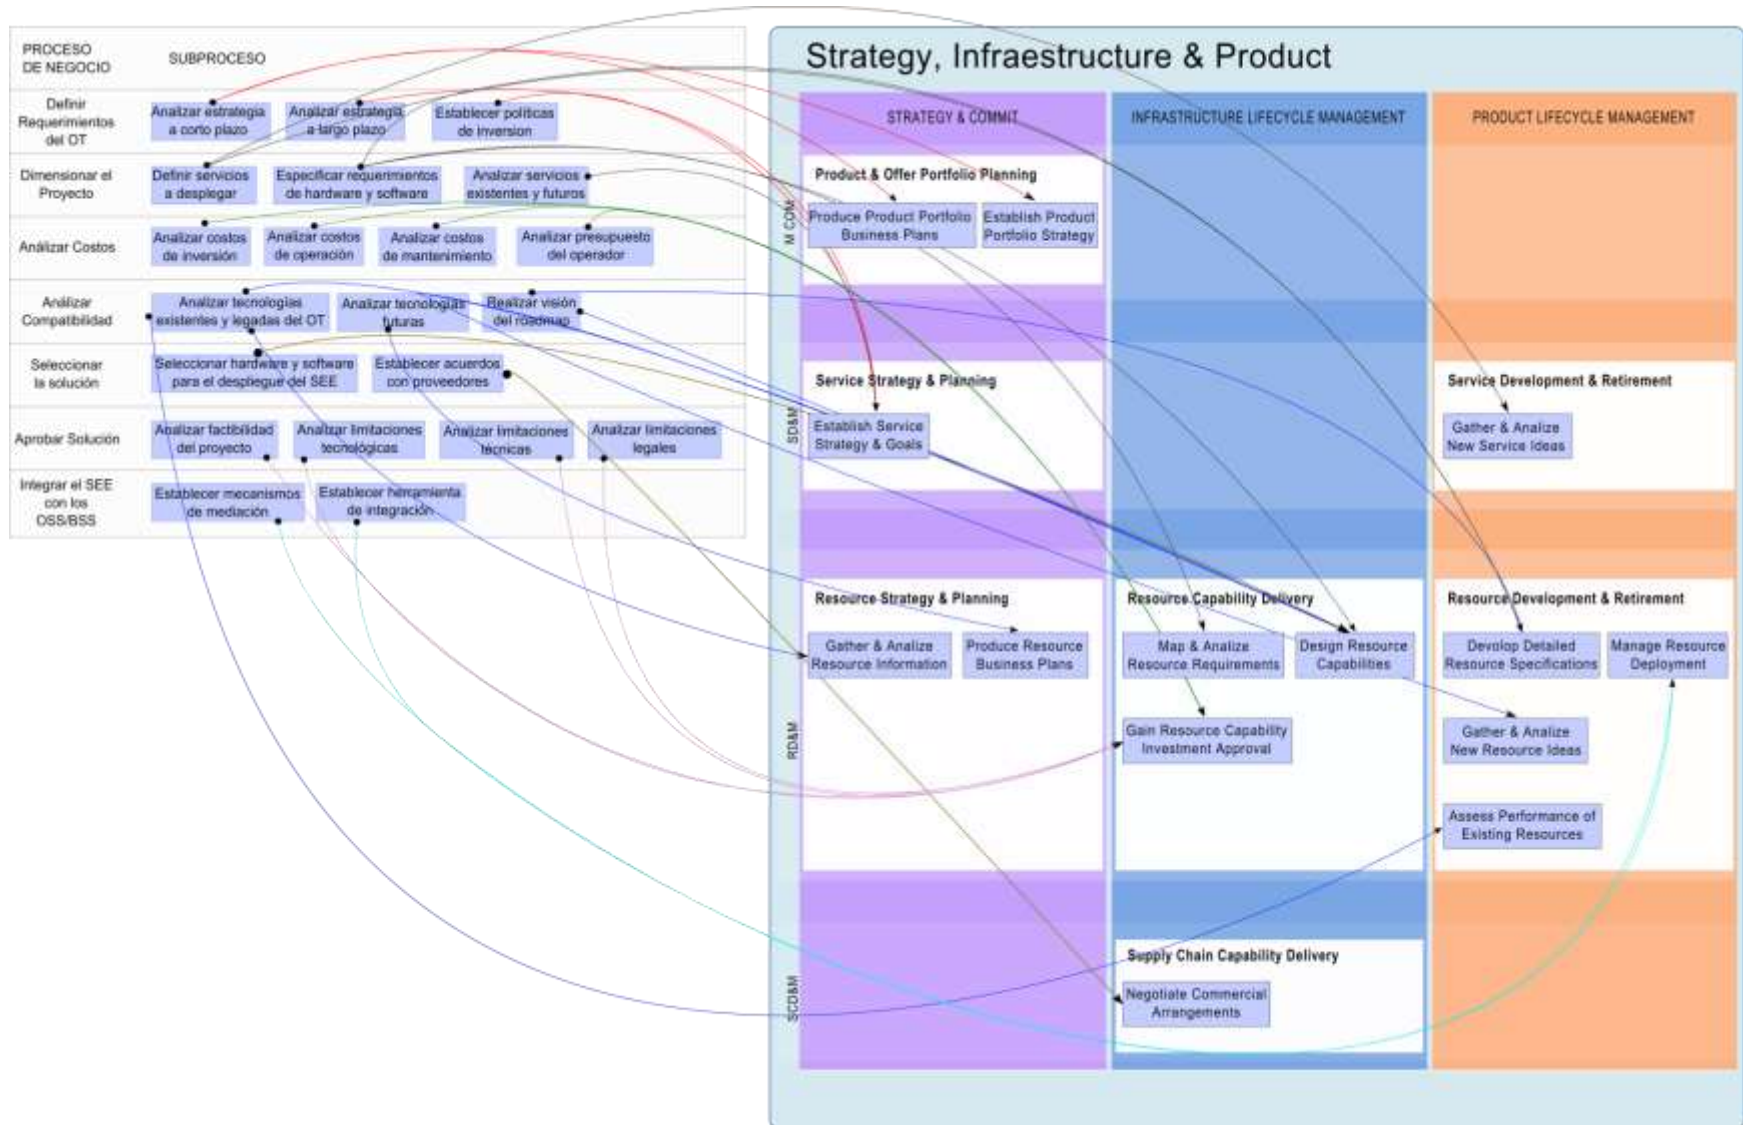 PROCESO
DE NEGOCIO
SUBPROCESO
Definir
Requerimientos
del OT
Analizar estrategia
a corto plazo
Analizar estrategia
a largo plazo
Establecer políticas
de inversion
Dimensionar el
Proyecto
Definir servicios
a desplegar
Especificar requerimientos
de hardware y software
Analizar servicios
existentes y futuros
Análizar Costos
Analizar costos
de inversión
Analizar costos
de operación
Analizar costos
de mantenimiento
Analizar presupuesto
del operador
Análizar
Compatibilidad
Analizar tecnologías
existentes y legadas del OT
Analizar tecnologías
futuras
Realizar visión
del roadmap
Seleccionar
la solución
Seleccionar hardware y software
para el despliegue del SEE
Establecer acuerdos
con proveedores
Aprobar Solución
Analizar factibilidad
del proyecto
Analizar limitaciones
tecnológicas
Analizar limitaciones
técnicas
Analizar limitaciones
legales
Integrar el SEE
con los
OSS/BSS
Establecer mecanismos
de mediación
Establecer herramienta
de integración
Strategy, Infraestructure & Product
STRATEGY & COMMIT
INFRASTRUCTURE LIFECYCLE MANAGEMENT
PRODUCT LIFECYCLE MANAGEMENT
M COM
Product & Offer Portfolio Planning
Produce Product Portfolio
Business Plans
Establish Product
Portfolio Strategy
SD&M
Service Strategy & Planning
Establish Service
Strategy & Goals
Service Development & Retirement
Gather & Analize
New Service Ideas
RD&M
Resource Strategy & Planning
Gather & Analize
Resource Information
Produce Resource
Business Plans
Resource Capability Delivery
Map & Analize
Resource Requirements
Design Resource
Capabilities
Gain Resource Capability
Investment Approval
Resource Development & Retirement
Devolop Detailed
Resource Specifications
Manage Resource
Deployment
Gather & Analize
New Resource Ideas
Assess Performance of
Existing Resources
SCD&M
Supply Chain Capability Delivery
Negotiate Commercial
Arrangements